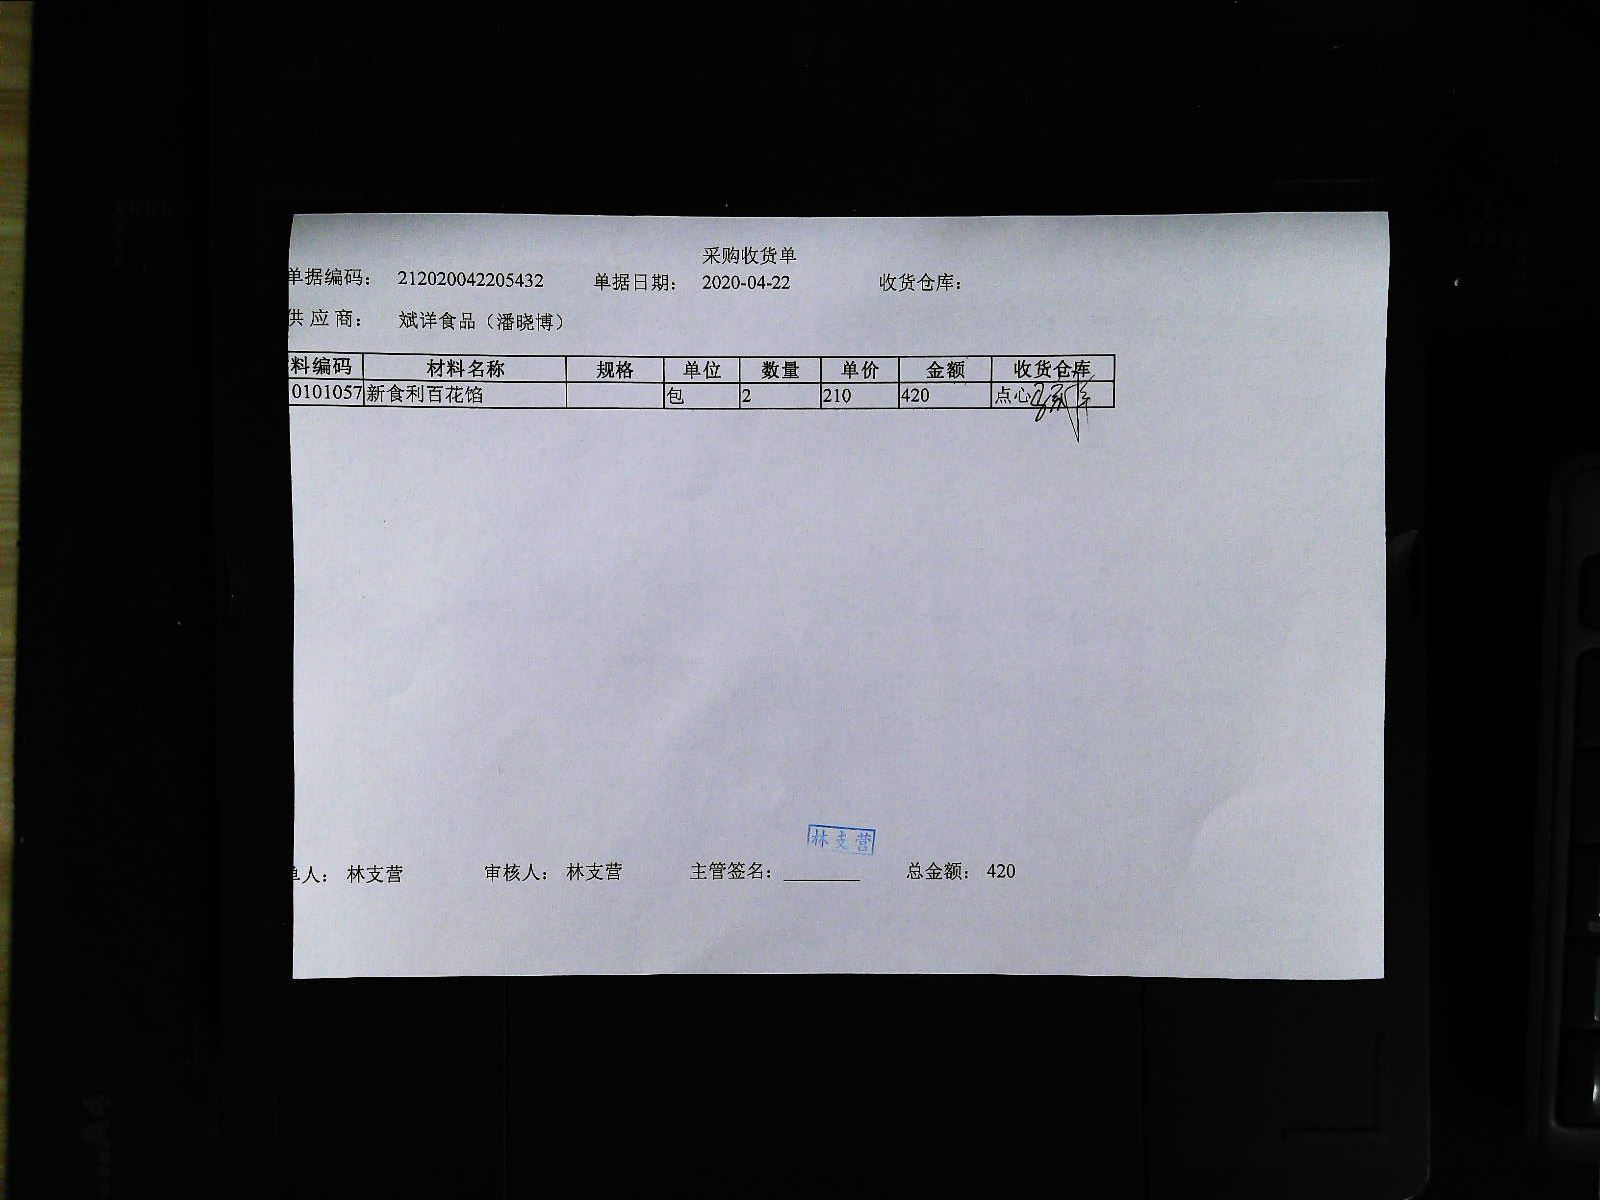 采购收货单
单据编码： 212020042205432 单据日期： 2020-04-22 收货仓库：
供应商： 斌洋食品（潘晓博）
料编码 材料名称 规格 单位 数量 单价 金额 收货仓库
0101057 新食利百花馅 包 2 210 420 点心
林支营
单人： 林支营 审核人： 林支营 主管签名： 总金额： 420